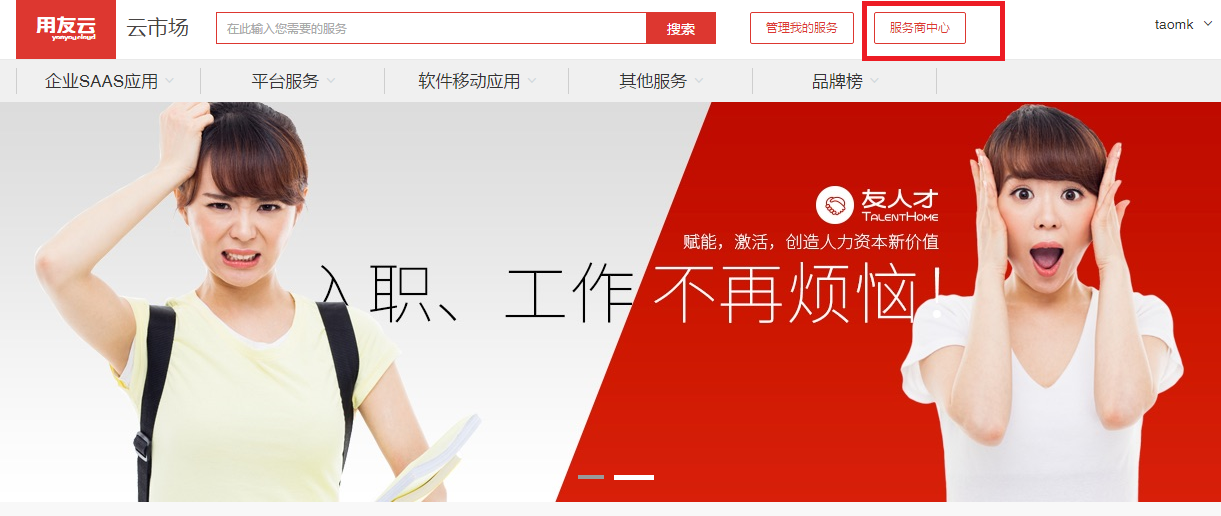 用友云
yonyou cloud
云市场
在此输入您需要的服务
搜索
管理我的服务
服务商中心
taomk
企业SAAS应用
平台服务
软件移动应用
其他服务
品牌榜
友人才
TALENTHOME
赋能，激活，创造人力资本新价值
入职、工作不再烦恼！